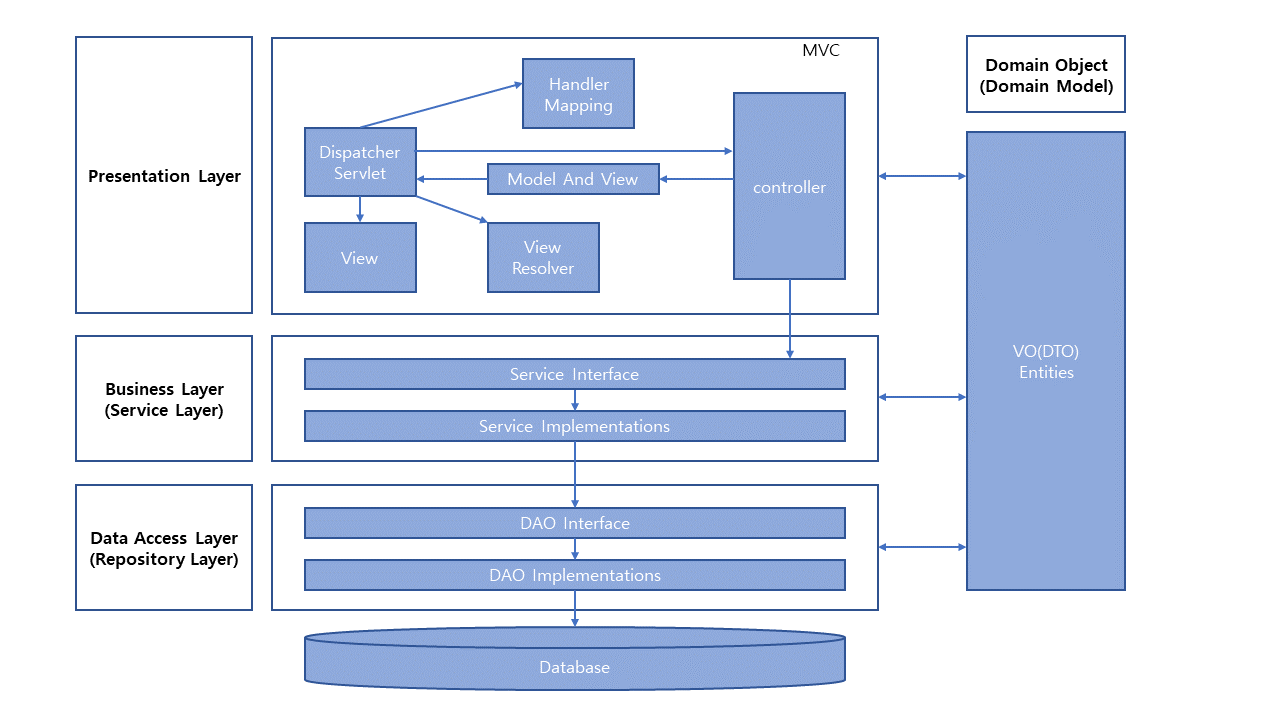 MVC
Presentation Layer
Handler
Mapping
Dispatcher
Servlet
Model And View
controller
View
View
Resolver
Domain Object
(Domain Model)
VO(DTO)
Entities
Business Layer
(Service Layer)
Service Interface
Service Implementations
Data Access Layer
(Repository Layer)
DAO Interface
DAO Implementations
Database